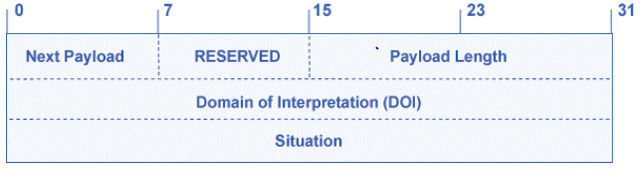 0 7 15 23 31
Next Payload RESERVED Payload Length
Domain of Interpretation (DOI)
Situation